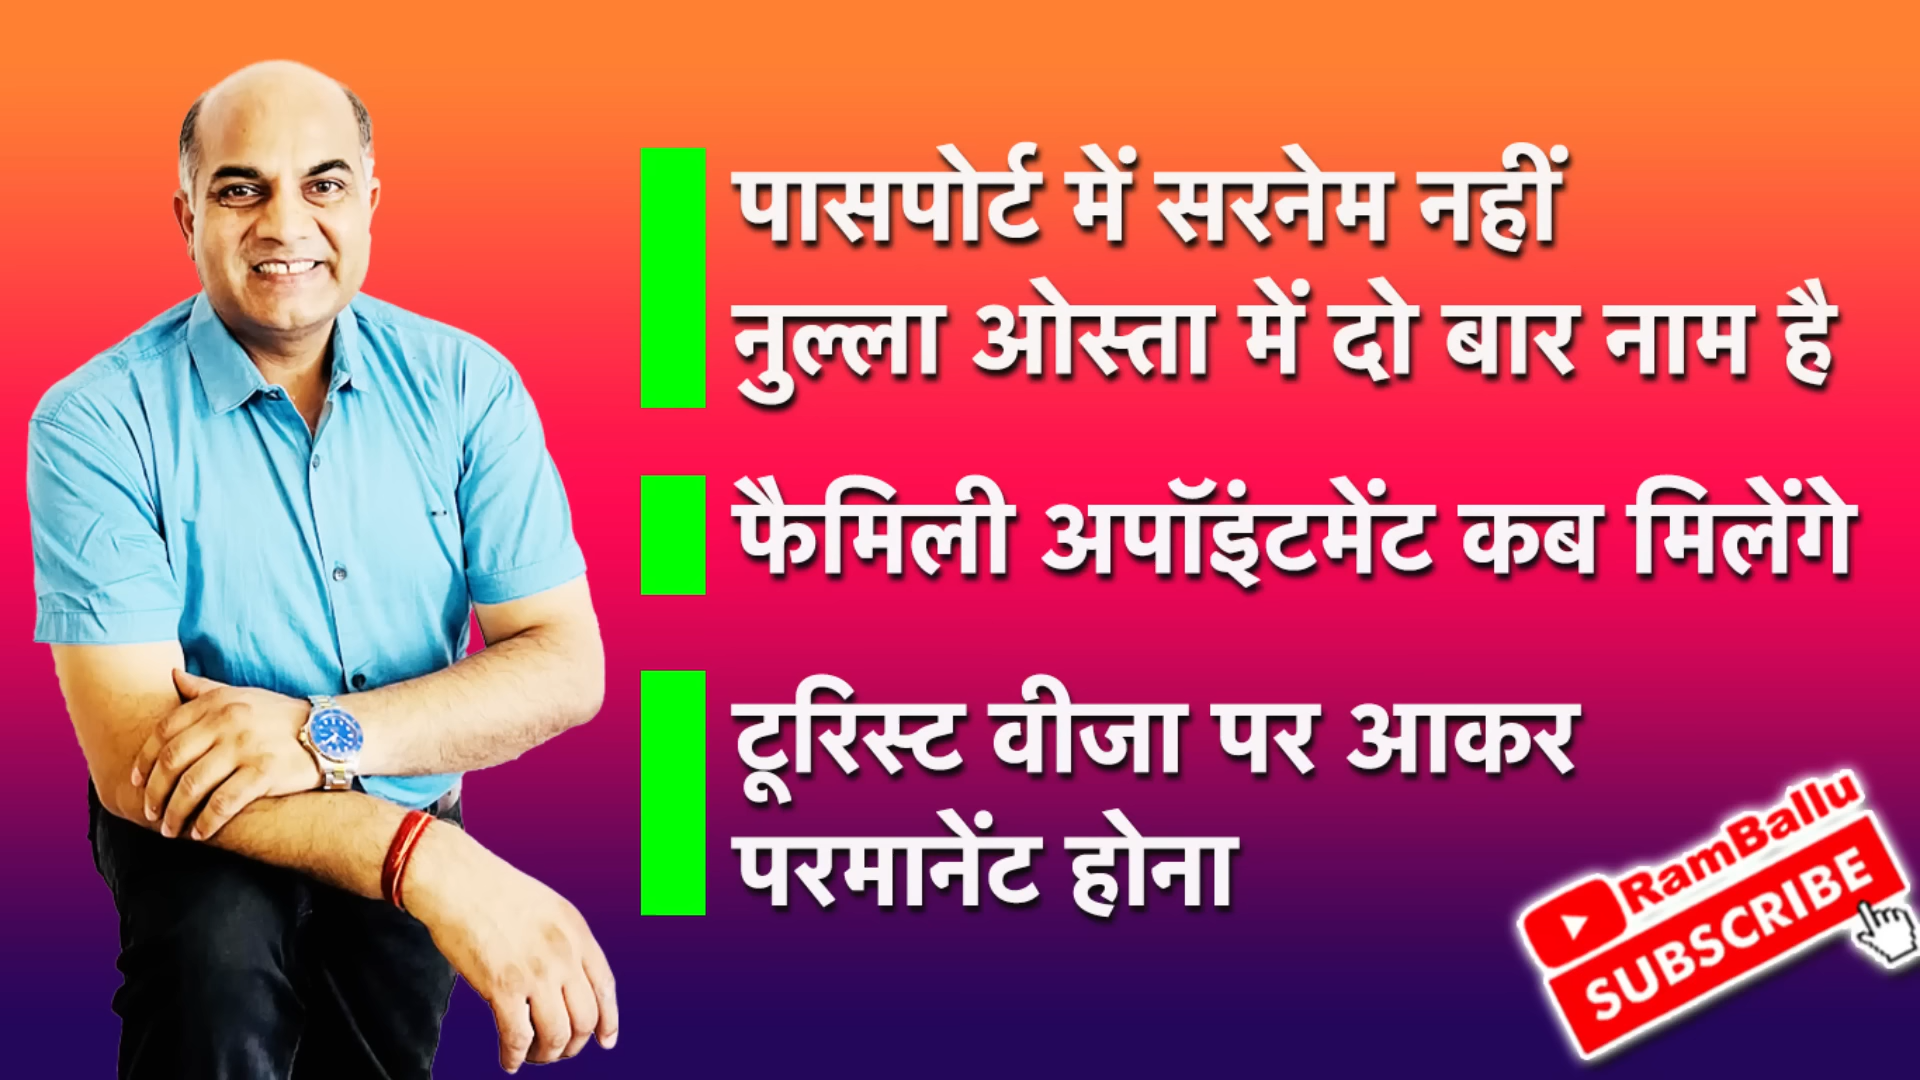 पासपोर्ट में सरनेम नहीं
नुल्ला ओस्ता में दो बार नाम है
फैमिली अपॉइंटमेंट कब मिलेंगे
टूरिस्ट वीजा पर आकर
परमानेंट होना
RamBallu
SUBSCRIBE